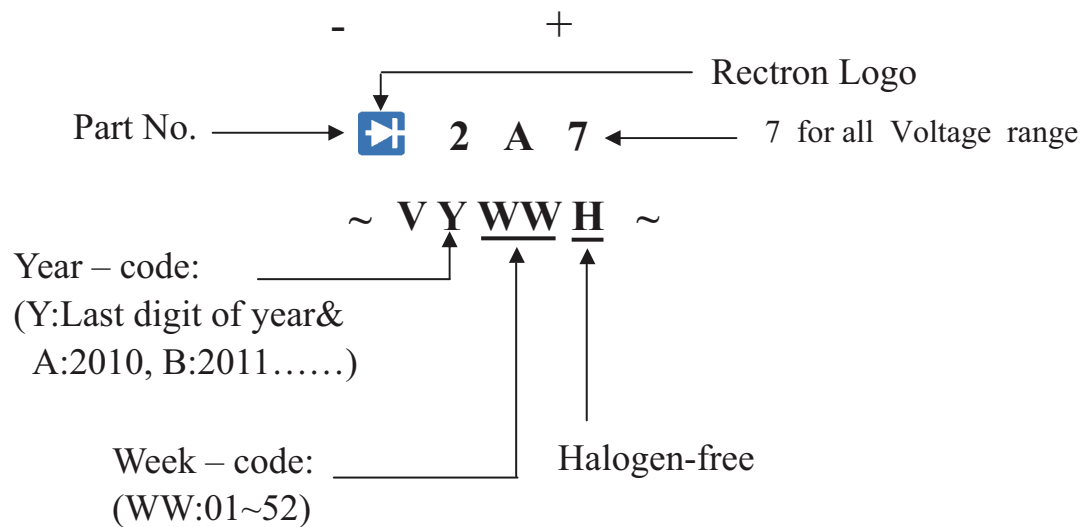 - +
Rectron Logo
Part No. 2 A 7 7 for all Voltage range
~ V Y WW H ~
Year – code:
(Y:Last digit of year&
A:2010, B:2011……)
Week – code:
(WW:01~52)
Halogen-free